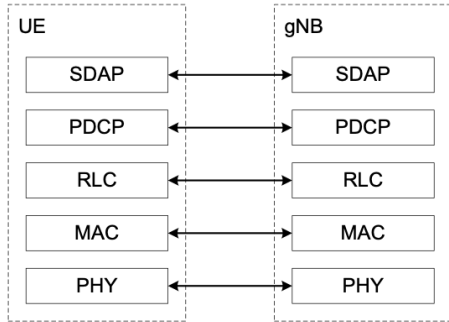 UE gNB
SDAP SDAP
PDCP PDCP
RLC RLC
MAC MAC
PHY PHY